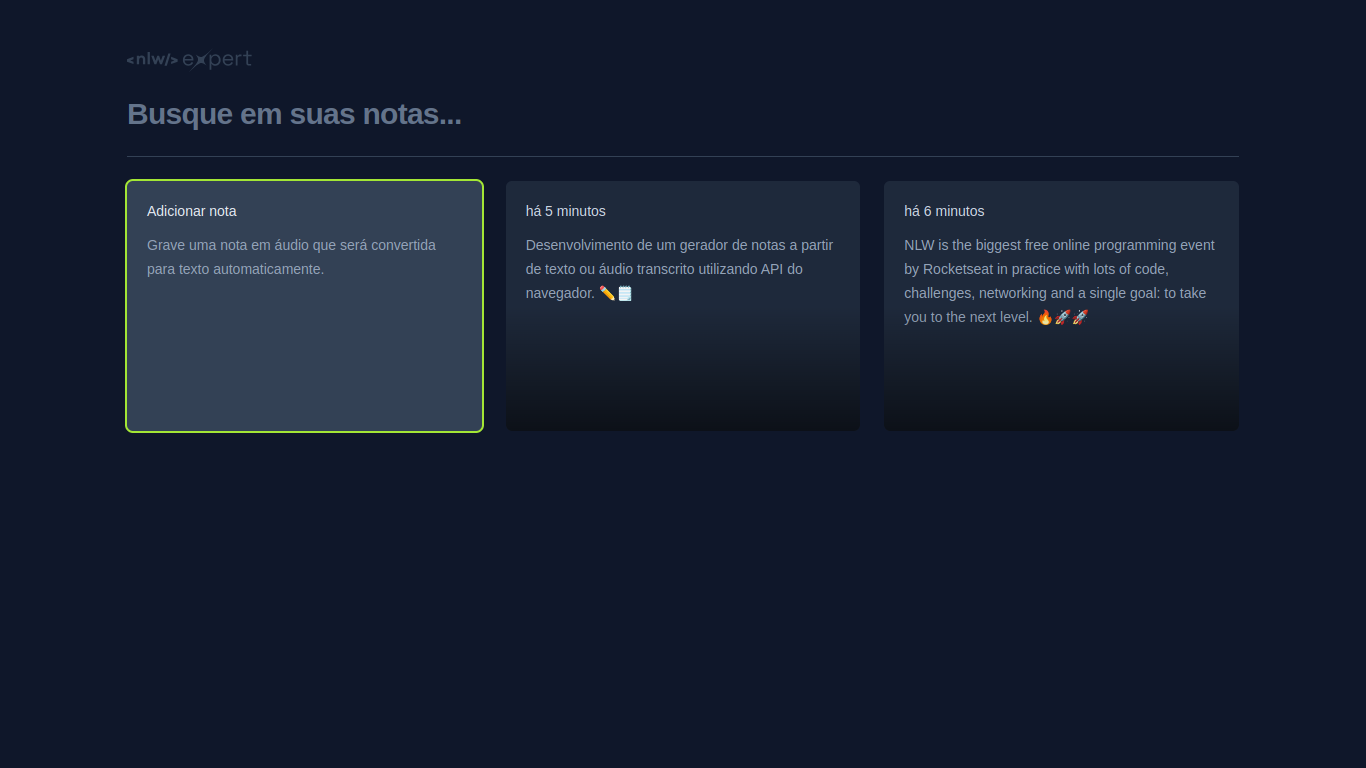 <nlw/> expert
Busque em suas notas...
Adicionar nota
Grave uma nota em áudio que será convertida
para texto automaticamente.
há 5 minutos
Desenvolvimento de um gerador de notas a partir
de texto ou áudio transcrito utilizando API do
navegador. ✏️🗒️
há 6 minutos
NLW is the biggest free online programming event
by Rocketseat in practice with lots of code,
challenges, networking and a single goal: to take
you to the next level. 🔥🚀🚀